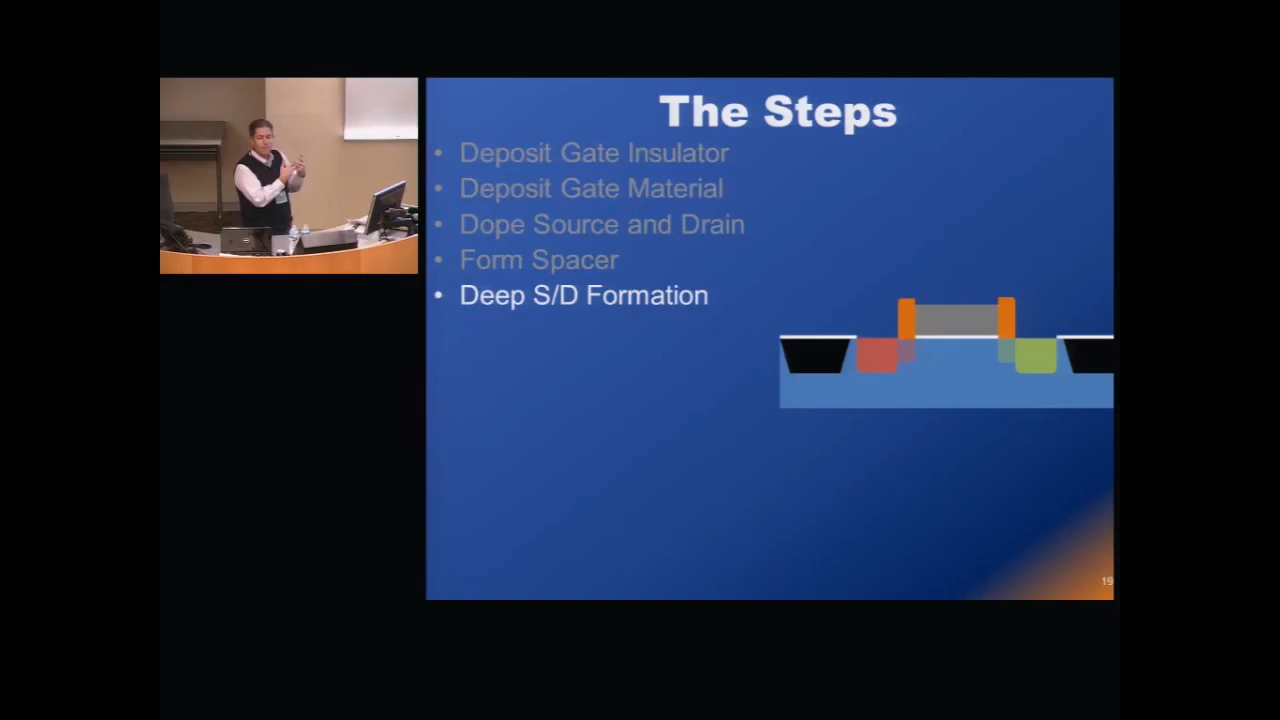 The Steps
• Deposit Gate Insulator
• Deposit Gate Material
• Dope Source and Drain
• Form Spacer
• Deep S/D Formation
19